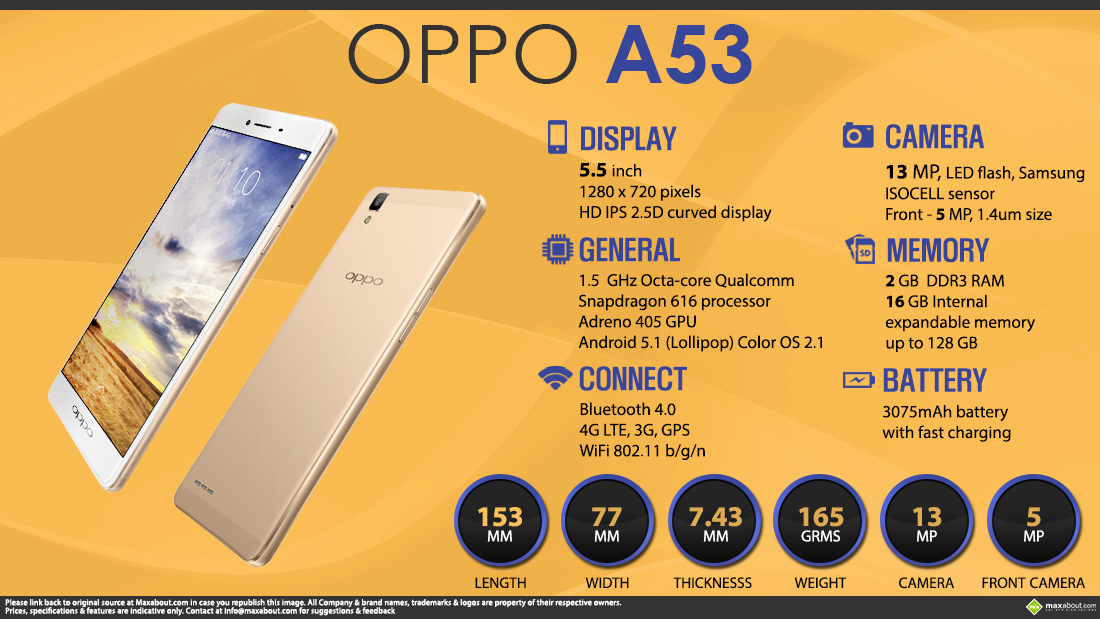 OPPO A53
DISPLAY
5.5 inch
1280 x 720 pixels
HD IPS 2.5D curved display
GENERAL
1.5 GHz Octa-core Qualcomm
Snapdragon 616 processor
Adreno 405 GPU
Android 5.1 (Lollipop) Color OS 2.1
CONNECT
Bluetooth 4.0
4G LTE, 3G, GPS
WiFi 802.11 b/g/n
CAMERA
13 MP, LED flash, Samsung
ISOCELL sensor
Front - 5 MP, 1.4um size
SD
MEMORY
2 GB DDR3 RAM
16 GB Internal
expandable memory
up to 128 GB
BATTERY
3075mAh battery
with fast charging
01:10
oppo
oppo
153
MM
LENGTH
77
MM
WIDTH
7.43
MM
THICKNESSS
165
GRMS
WEIGHT
13
MP
CAMERA
5
MP
FRONT CAMERA
Please link back to original source at Maxabout.com in case you republish this image. All Company & brand names, trademarks & logos are property of their respective owners.
Prices, specifications & features are indicative only. Contact at info@maxabout.com for suggestions & feedback
maxabout.com